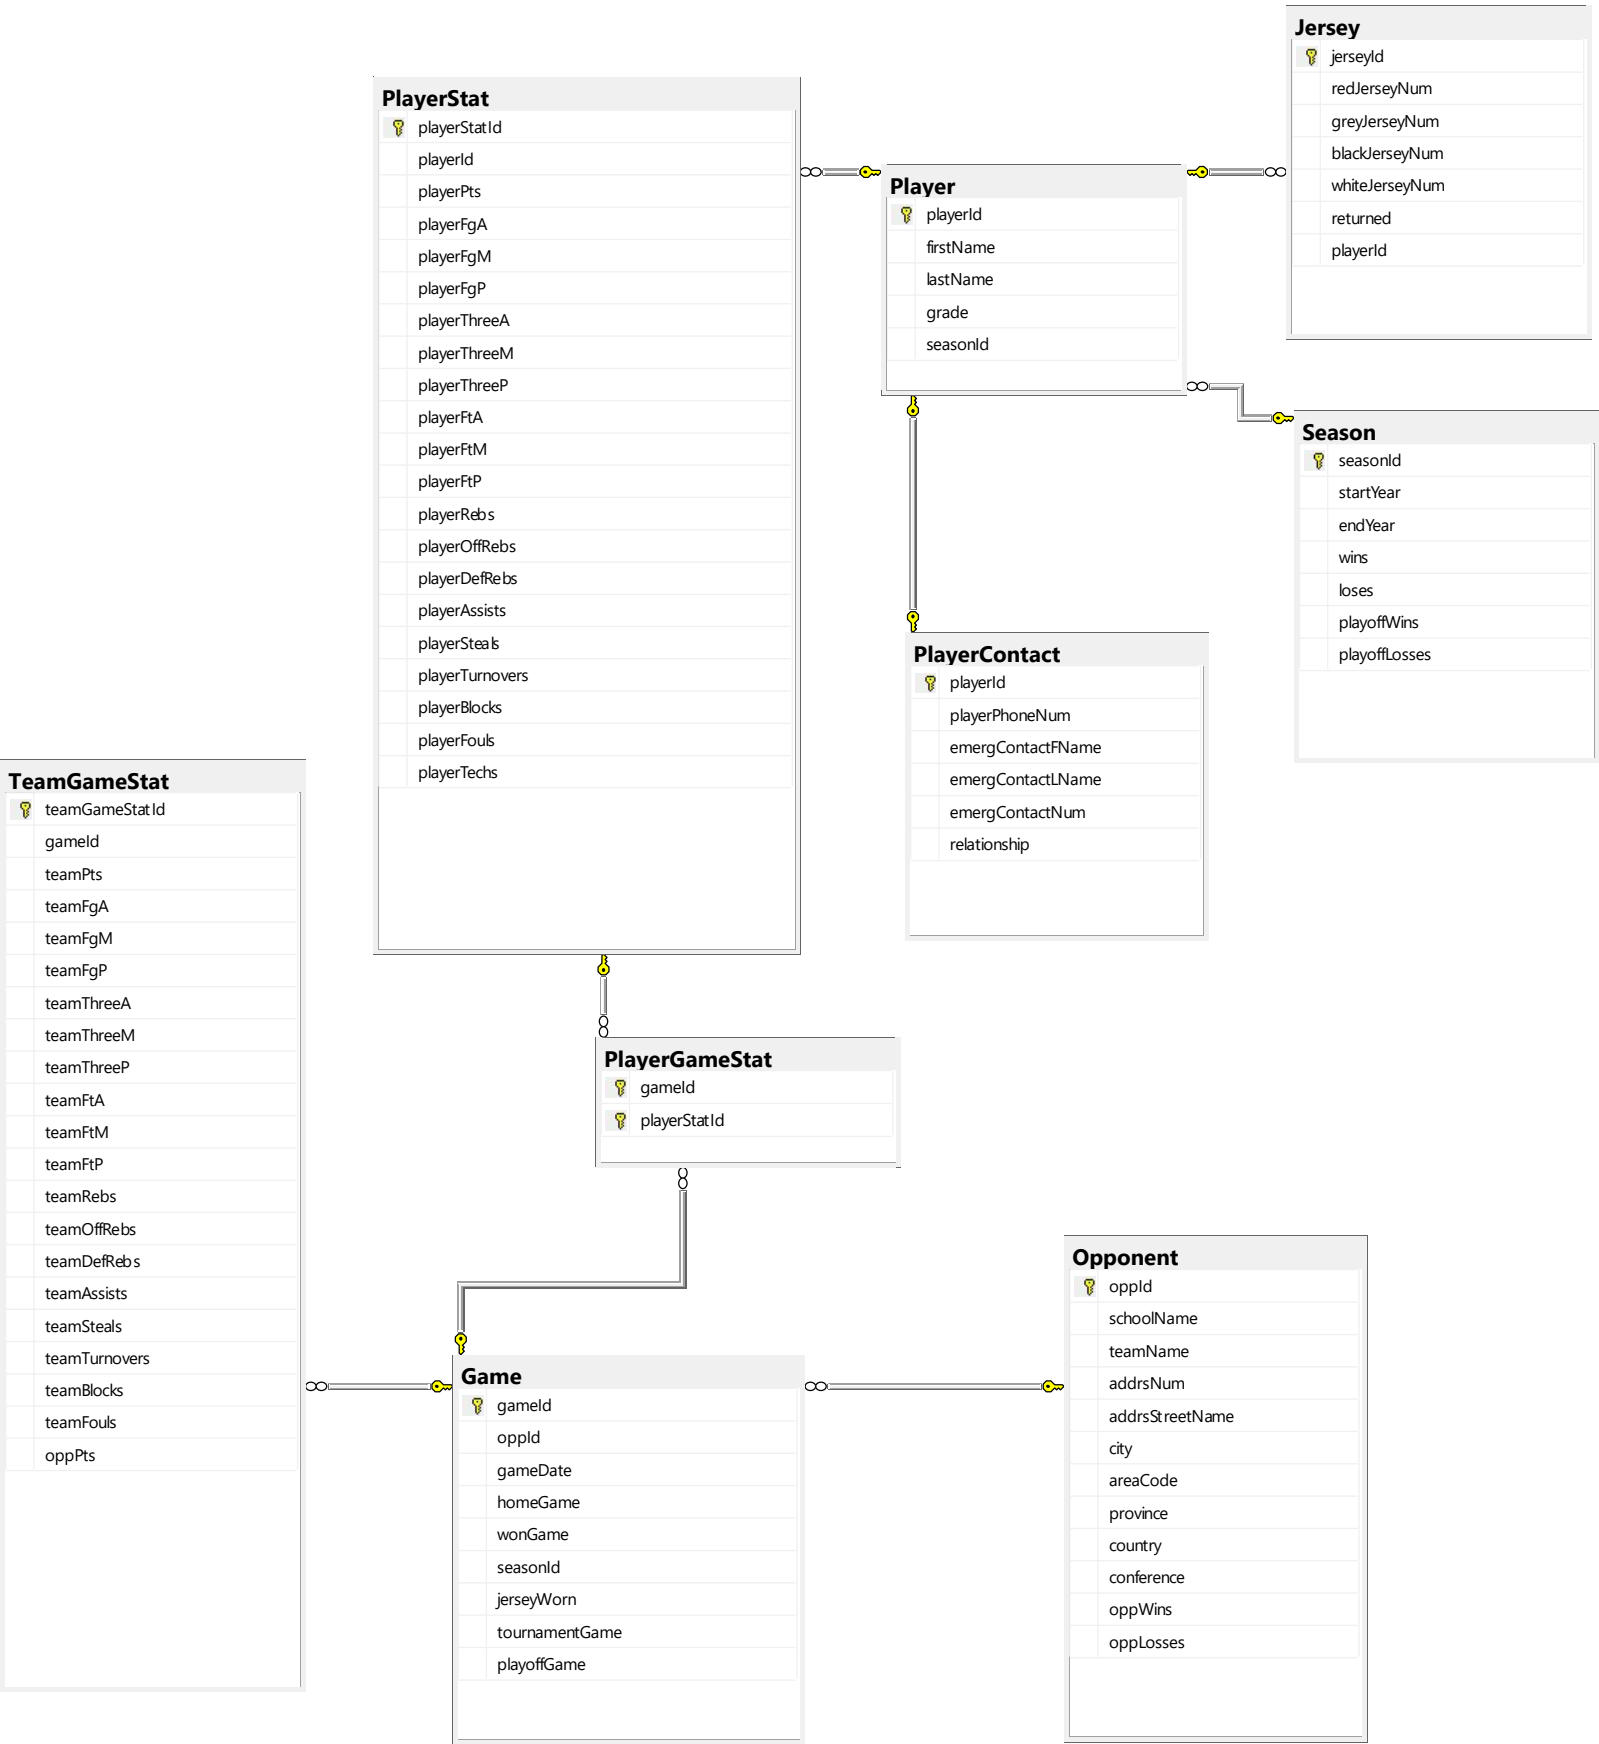 Jersey
jerseyId
redJerseyNum
greyJerseyNum
blackJerseyNum
whiteJerseyNum
returned
playerId
PlayerStat
playerStatId
playerId
playerPts
playerFgA
playerFgM
playerFgP
playerThreeA
playerThreeM
playerThreeP
playerFtA
playerFtM
playerFtP
playerRebs
playerOffRebs
playerDefRebs
playerAssists
playerSteals
playerTurnovers
playerBlocks
playerFouls
playerTechs
Player
playerId
firstName
lastName
grade
seasonId
Season
seasonId
startYear
endYear
wins
loses
playoffWins
playoffLosses
PlayerContact
playerId
playerPhoneNum
emergContactFName
emergContactLName
emergContactNum
relationship
TeamGameStat
teamGameStatId
gameId
teamPts
teamFgA
teamFgM
teamFgP
teamThreeA
teamThreeM
teamThreeP
teamFtA
teamFtM
teamFtP
teamRebs
teamOffRebs
teamDefRebs
teamAssists
teamSteals
teamTurnovers
teamBlocks
teamFouls
oppPts
PlayerGameStat
gameId
playerStatId
Game
gameId
oppId
gameDate
homeGame
wonGame
seasonId
jerseyWorn
tournamentGame
playoffGame
Opponent
oppId
schoolName
teamName
addrsNum
addrsStreetName
city
areaCode
province
country
conference
oppWins
oppLosses